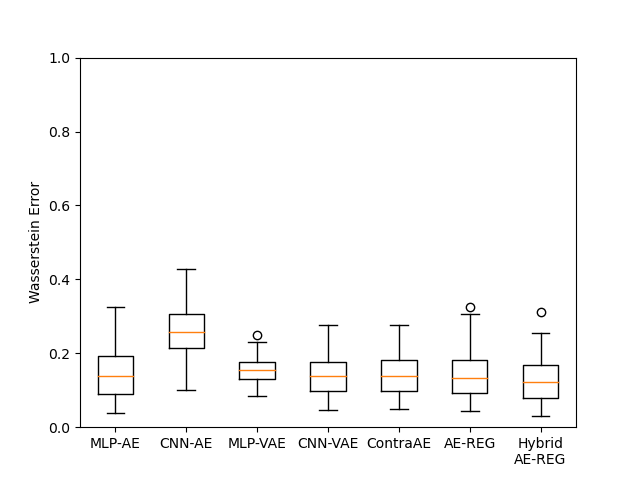 1.0
0.8
0.6
0.4
0.2
0.0
Wasserstein Error
MLP-AE CNN-AE MLP-VAE CNN-VAE ContraAE AE-REG Hybrid
AE-REG